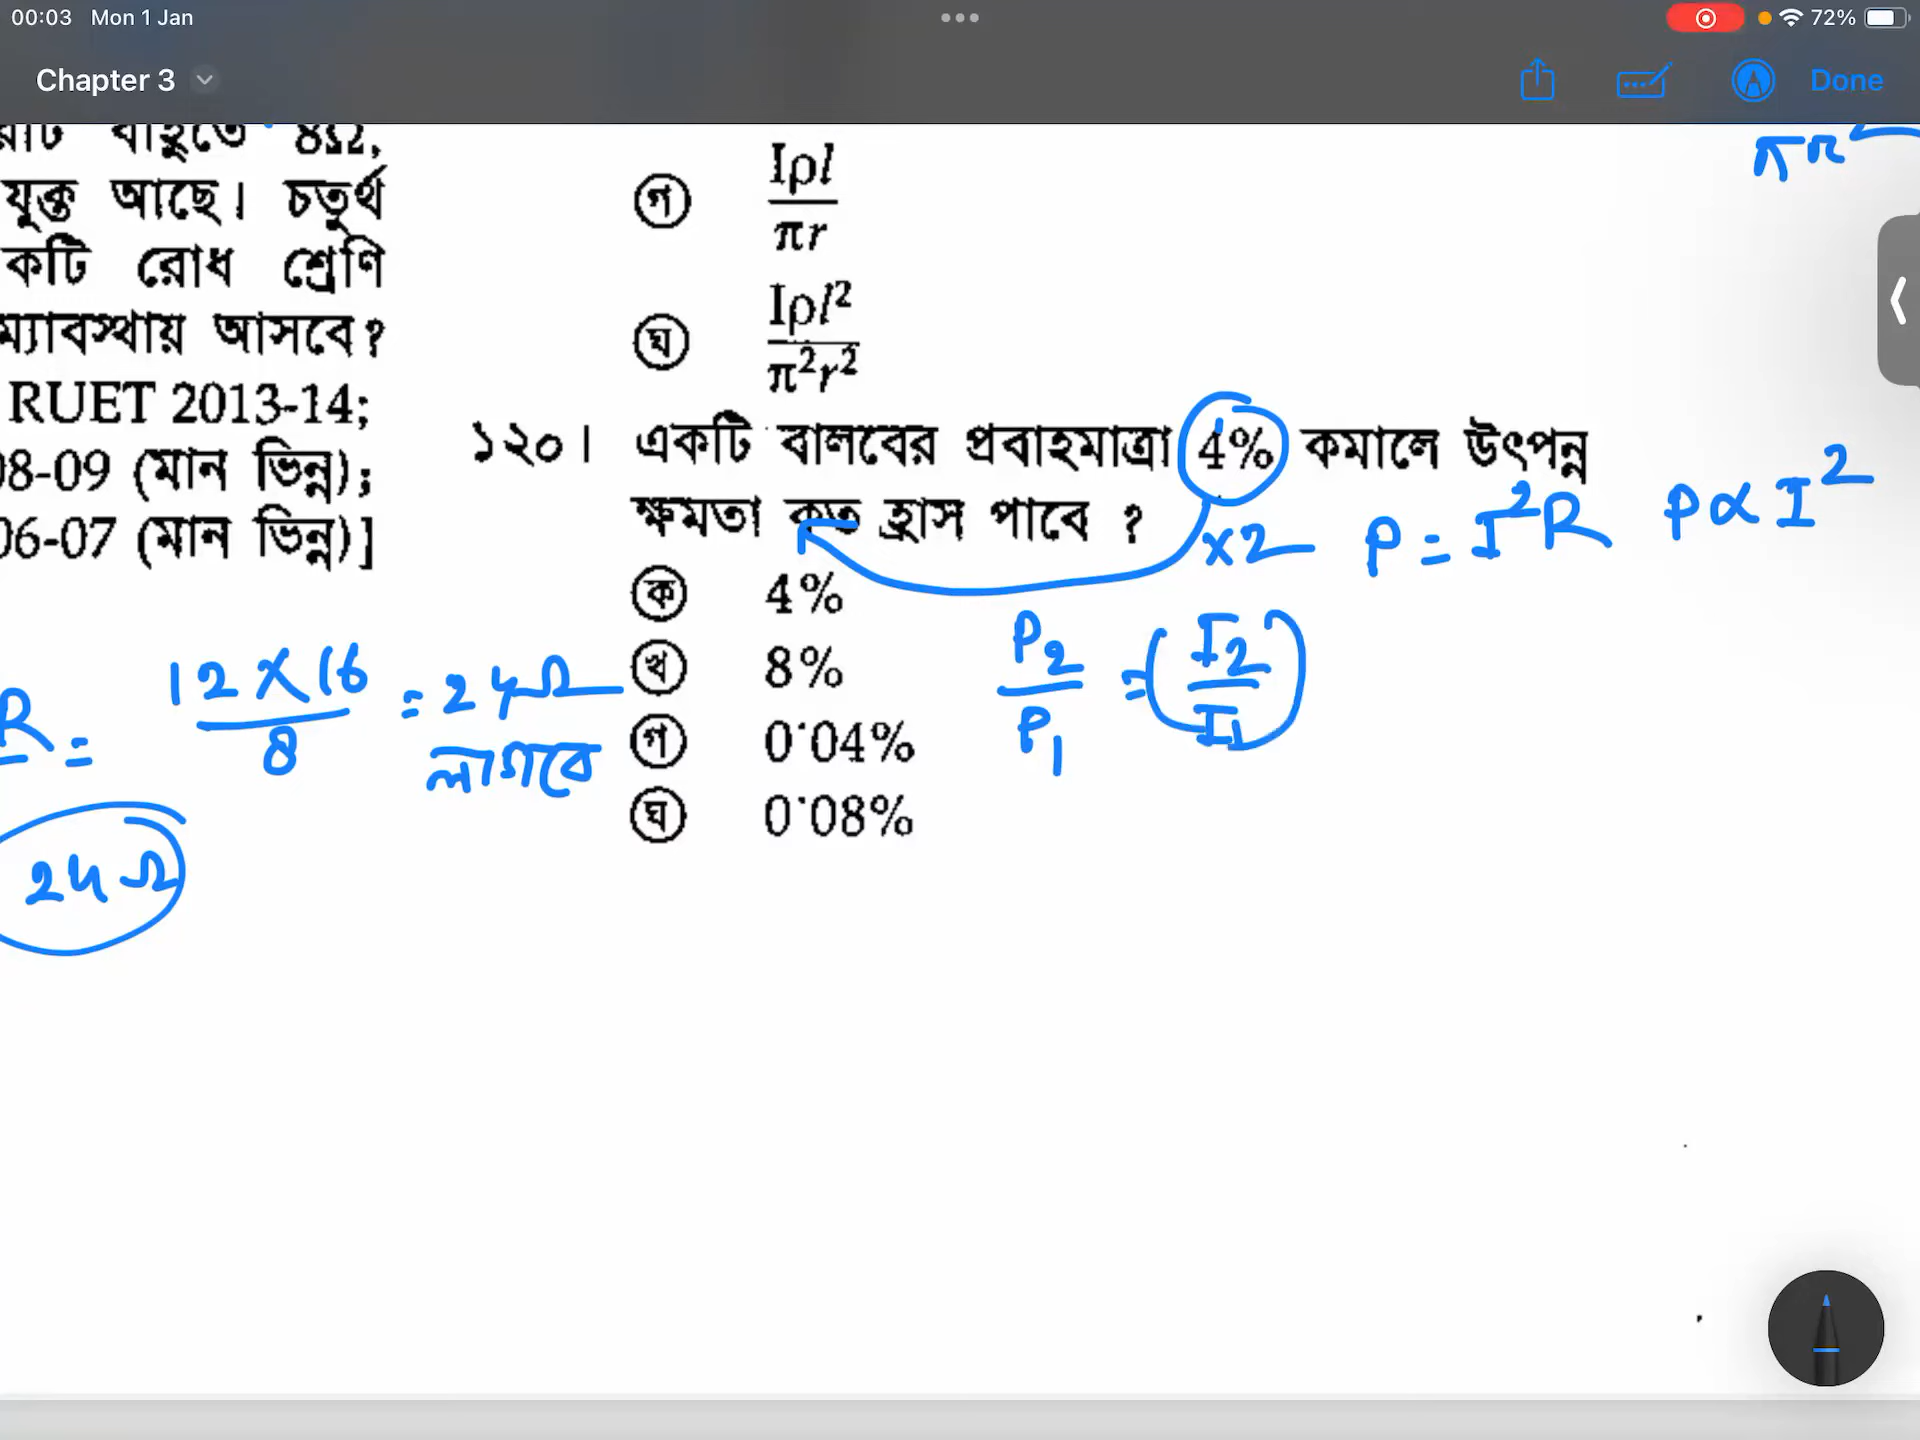 00:03 Mon 1 Jan
72%
Chapter 3
Done
বাহুতে 8Ω,
যুক্ত আছে। চতুর্থ
কটি রোধ শ্রেণি
ম্যাবস্থায় আসবে?
RUET 2013-14;
08-09 (মান ভিন্ন);
06-07 (মান ভিন্ন)]
R = 12 × 16 / 8 = 24Ω
লাগবে
24Ω
গ Iρl / πr
ঘ Iρl² / π²r²
πr²
১২০। একটি বালবের প্রবাহমাত্রা 4% কমালে উৎপন্ন
ক্ষমতা কত হ্রাস পাবে ?
×2 P = I²R P ∝ I²
ক 4%
খ 8%
গ 0·04%
ঘ 0·08%
P₂ / P₁ = (I₂ / I₁)